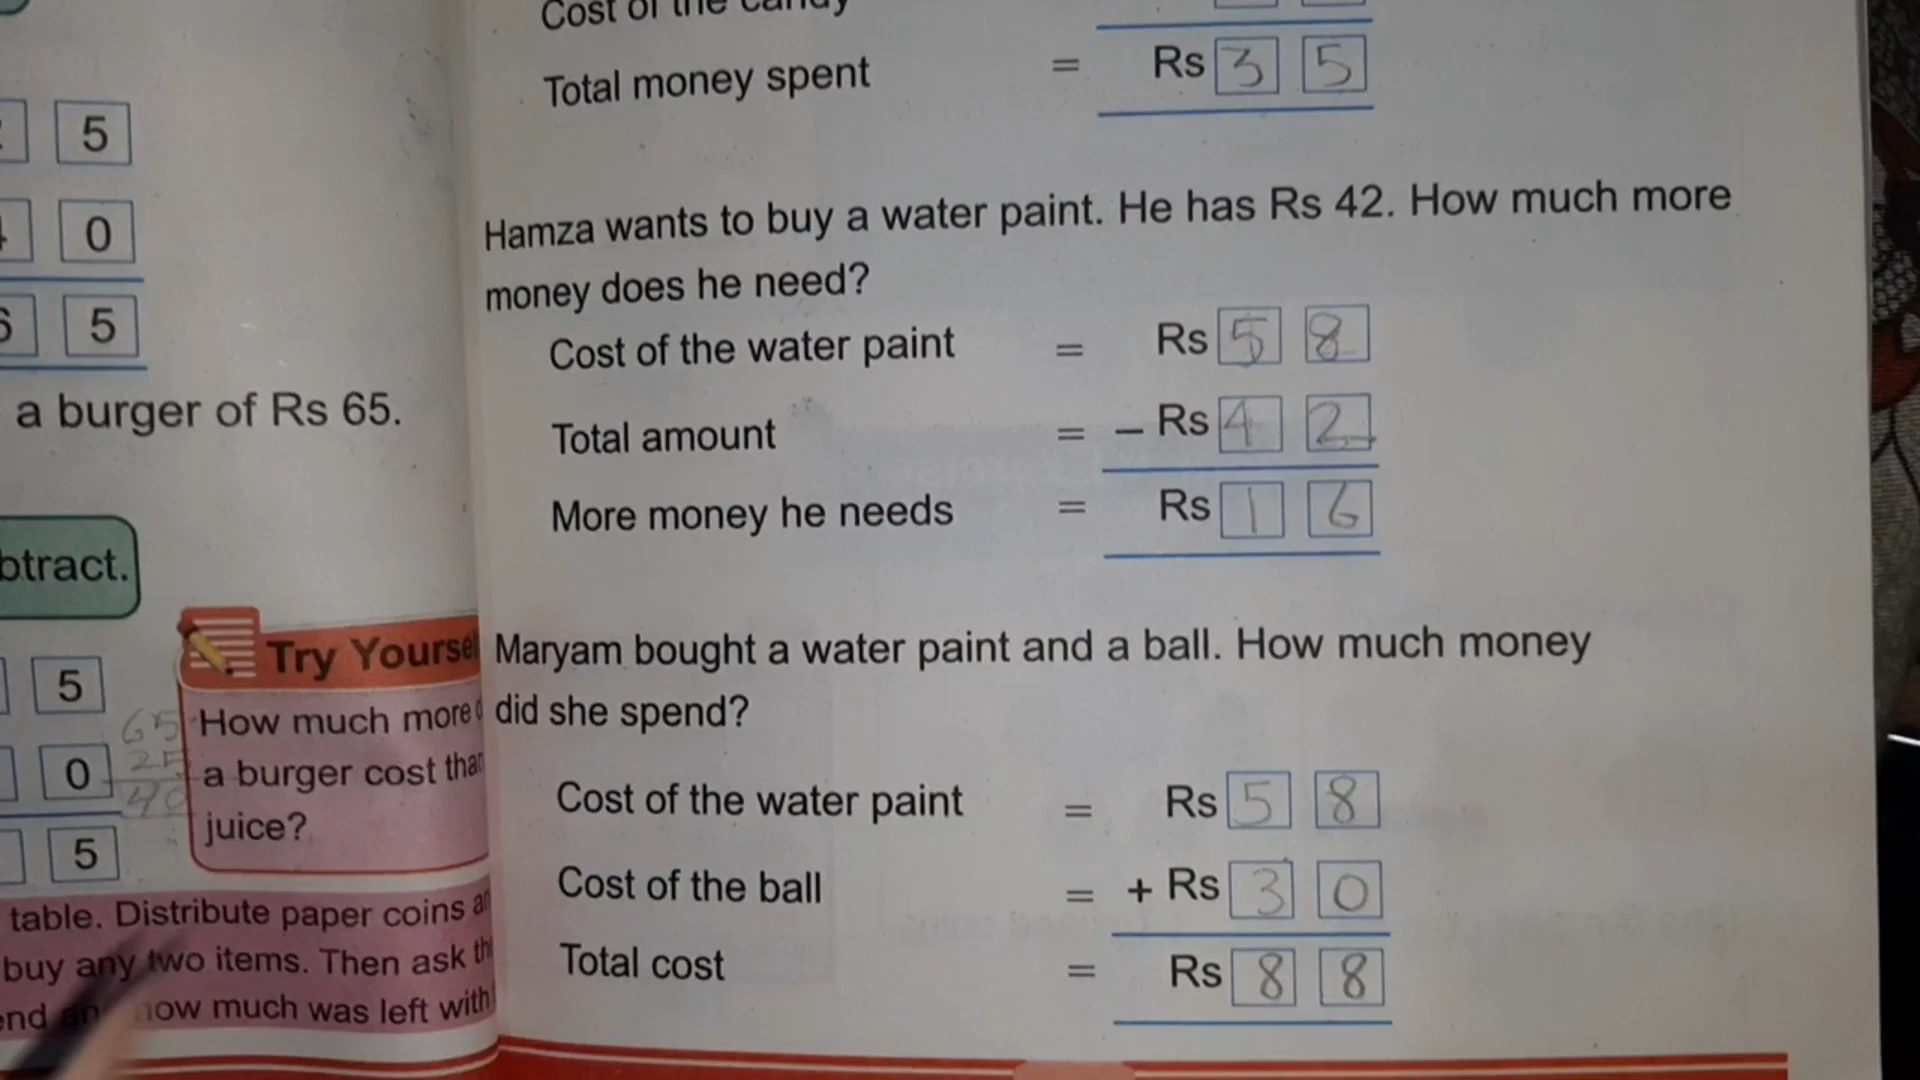 5
0
5
a burger of Rs 65.
btract.
5
0
5
65
25
40
Try Yourse
How much more
a burger cost than
juice?
table. Distribute paper coins
buy any two items. Then ask
how much was left with
Cost of the candy
Total money spent = Rs 3 5
Hamza wants to buy a water paint. He has Rs 42. How much more
money does he need?
Cost of the water paint = Rs 5 8
Total amount = – Rs 4 2
More money he needs = Rs 1 6
Maryam bought a water paint and a ball. How much money
did she spend?
Cost of the water paint = Rs 5 8
Cost of the ball = + Rs 3 0
Total cost = Rs 8 8